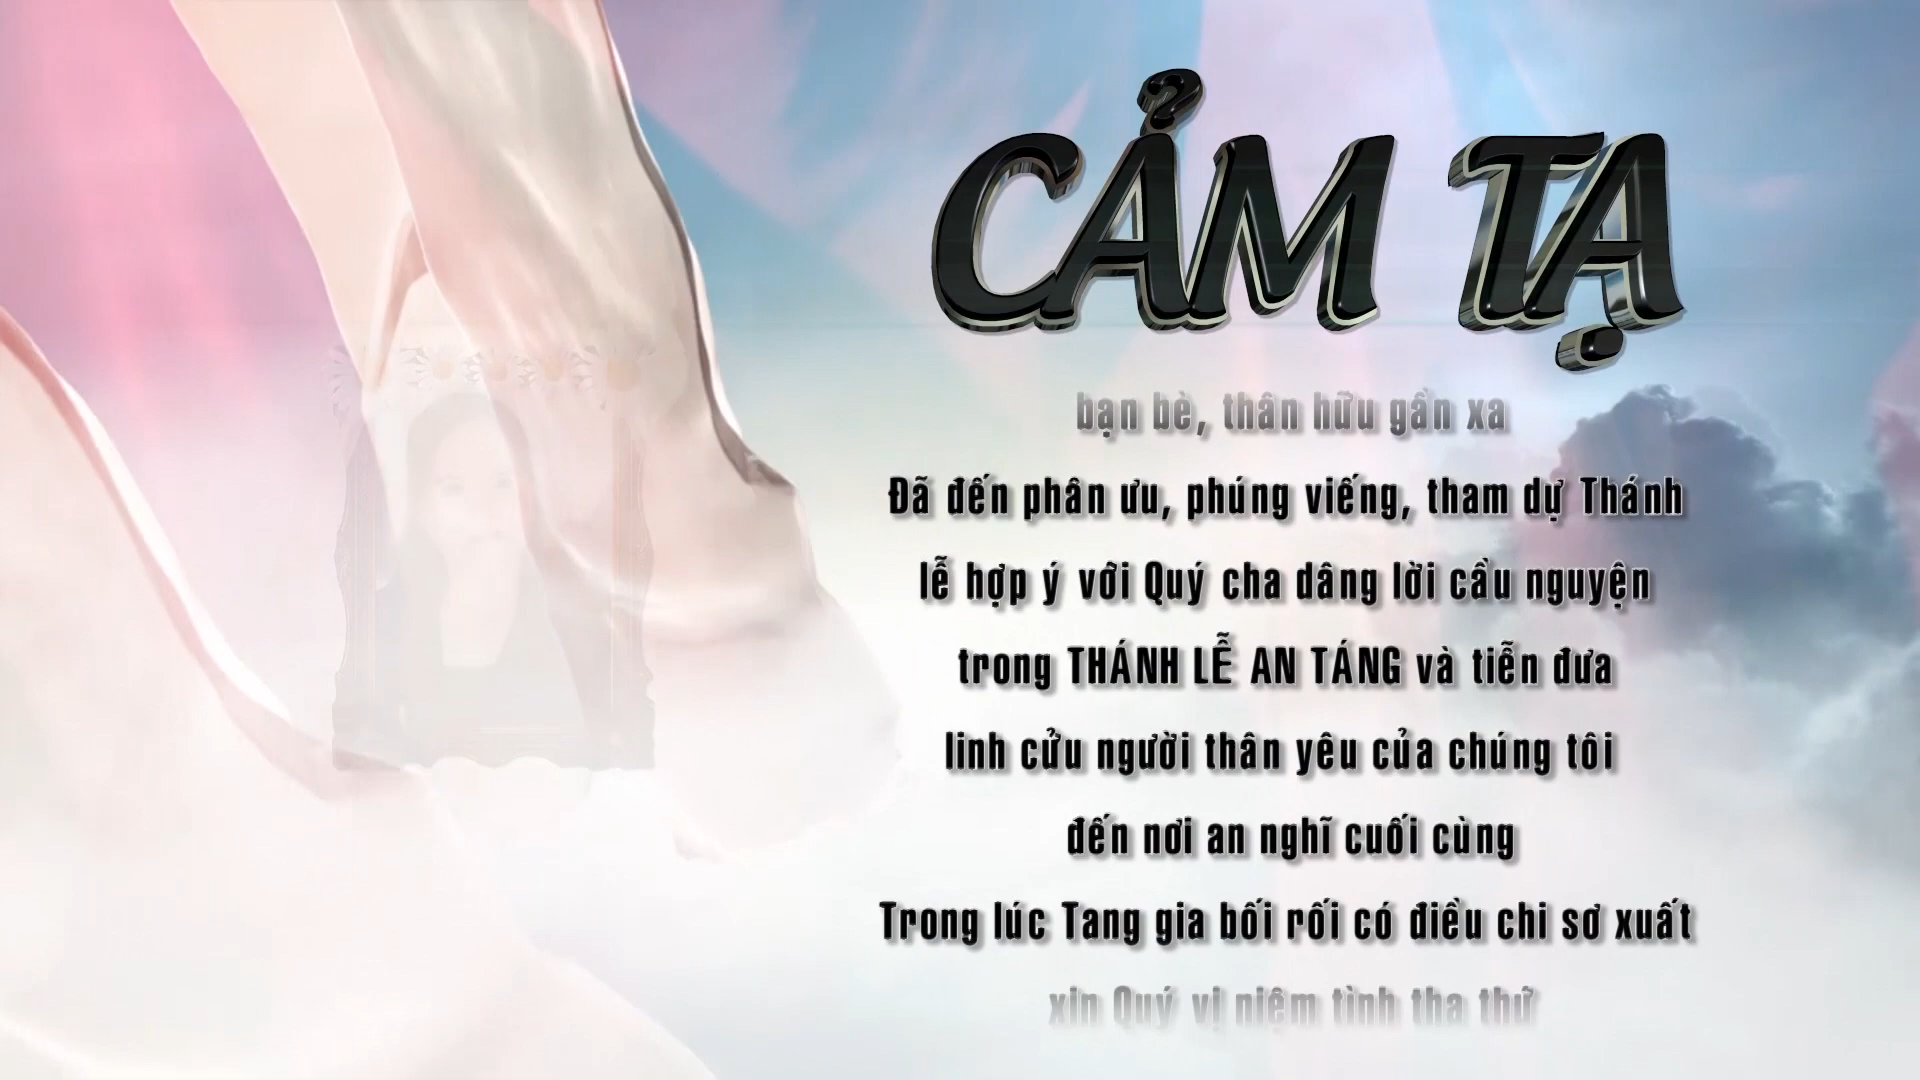 CẢM TẠ
bạn bè, thân hữu gần xa
Đã đến phân ưu, phúng viếng, tham dự Thánh
lễ hợp ý với Quý cha dâng lời cầu nguyện
trong THÁNH LỄ AN TÁNG và tiễn đưa
linh cửu người thân yêu của chúng tôi
đến nơi an nghĩ cuối cùng
Trong lúc Tang gia bối rối có điều chi sơ xuất
xin Quý vị niệm tình tha thứ